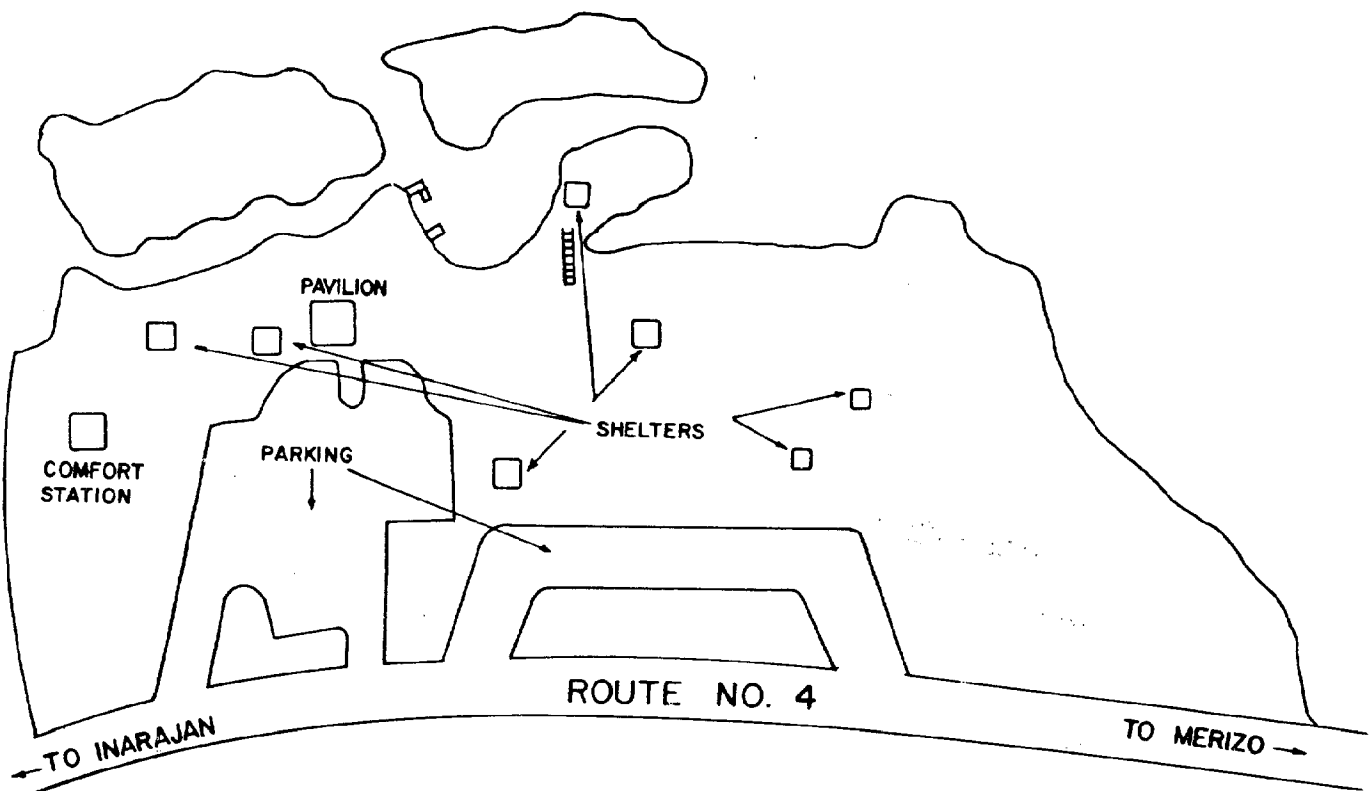 PAVILION
SHELTERS
PARKING
COMFORT
STATION
ROUTE NO. 4
TO INARAJAN
TO MERIZO